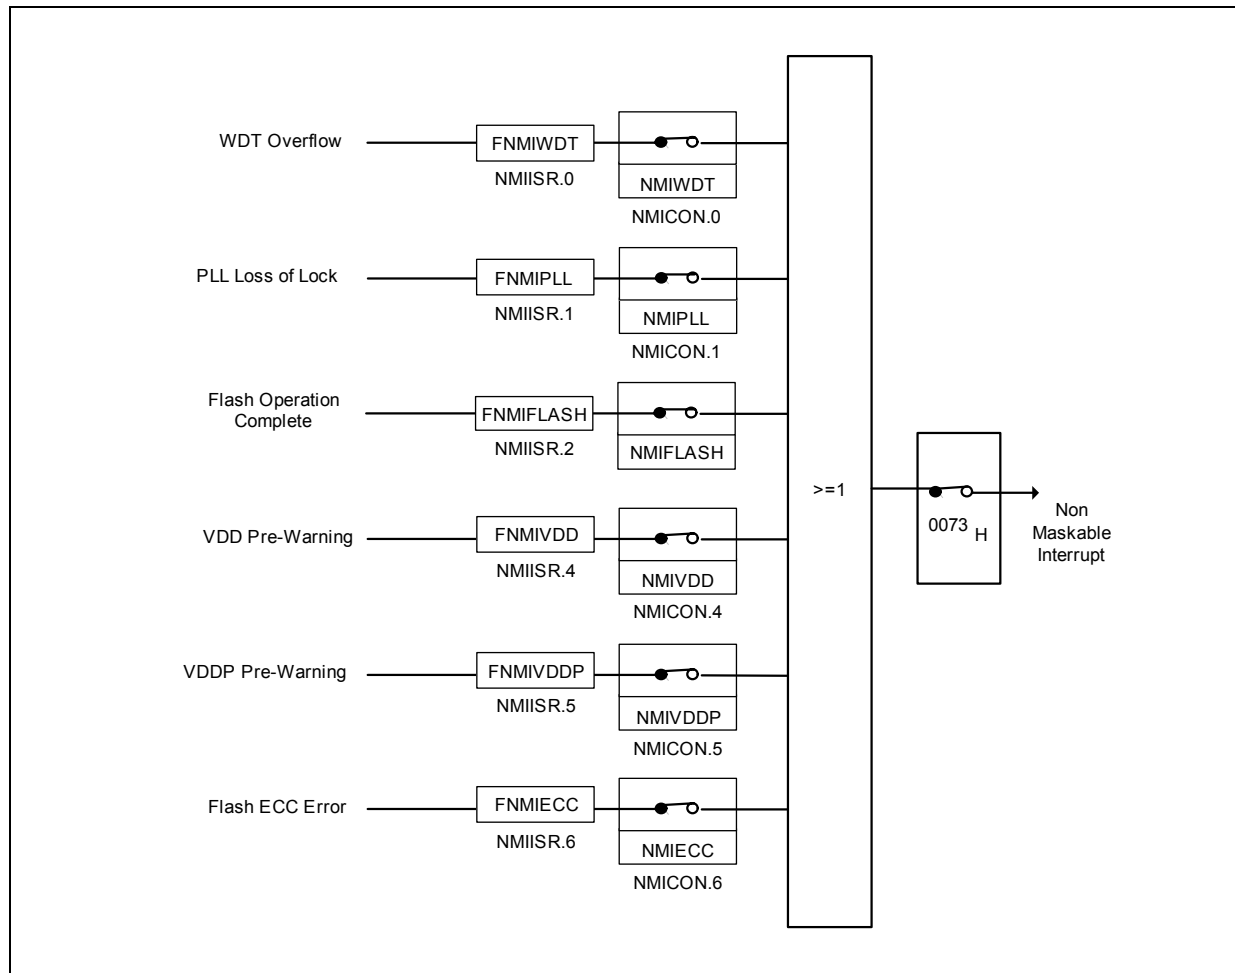 WDT Overflow
FNMIWDT
NMIISR.0
NMIWDT
NMICON.0
PLL Loss of Lock
FNMIPLL
NMIISR.1
NMIPLL
NMICON.1
Flash Operation
Complete
FNMIFLASH
NMIISR.2
NMIFLASH
VDD Pre-Warning
FNMIVDD
NMIISR.4
NMIVDD
NMICON.4
VDDP Pre-Warning
FNMIVDDP
NMIISR.5
NMIVDDP
NMICON.5
Flash ECC Error
FNMIECC
NMIISR.6
NMIECC
NMICON.6
>=1
0073 H
Non
Maskable
Interrupt